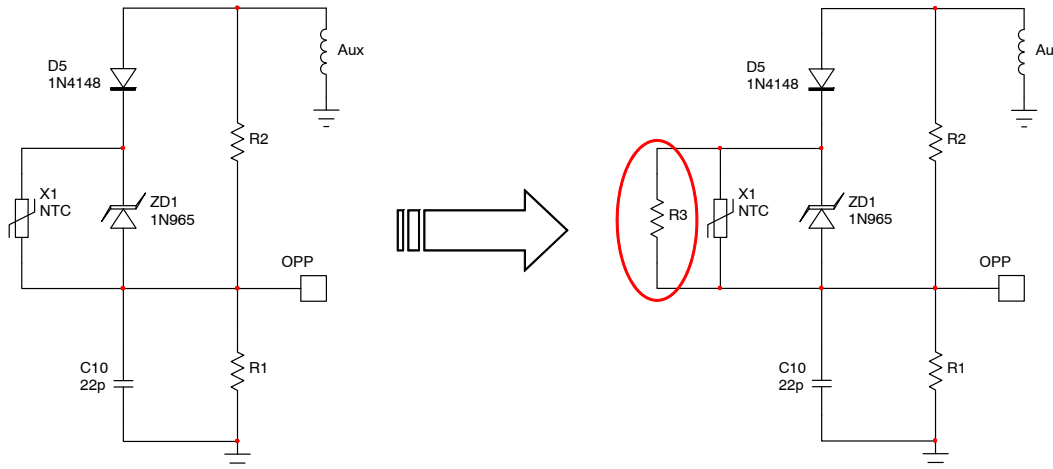 Aux
D5
1N4148
R2
X1
NTC
ZD1
1N965
OPP
C10
22p
R1
Au
D5
1N4148
R2
R3
X1
NTC
ZD1
1N965
OPP
C10
22p
R1